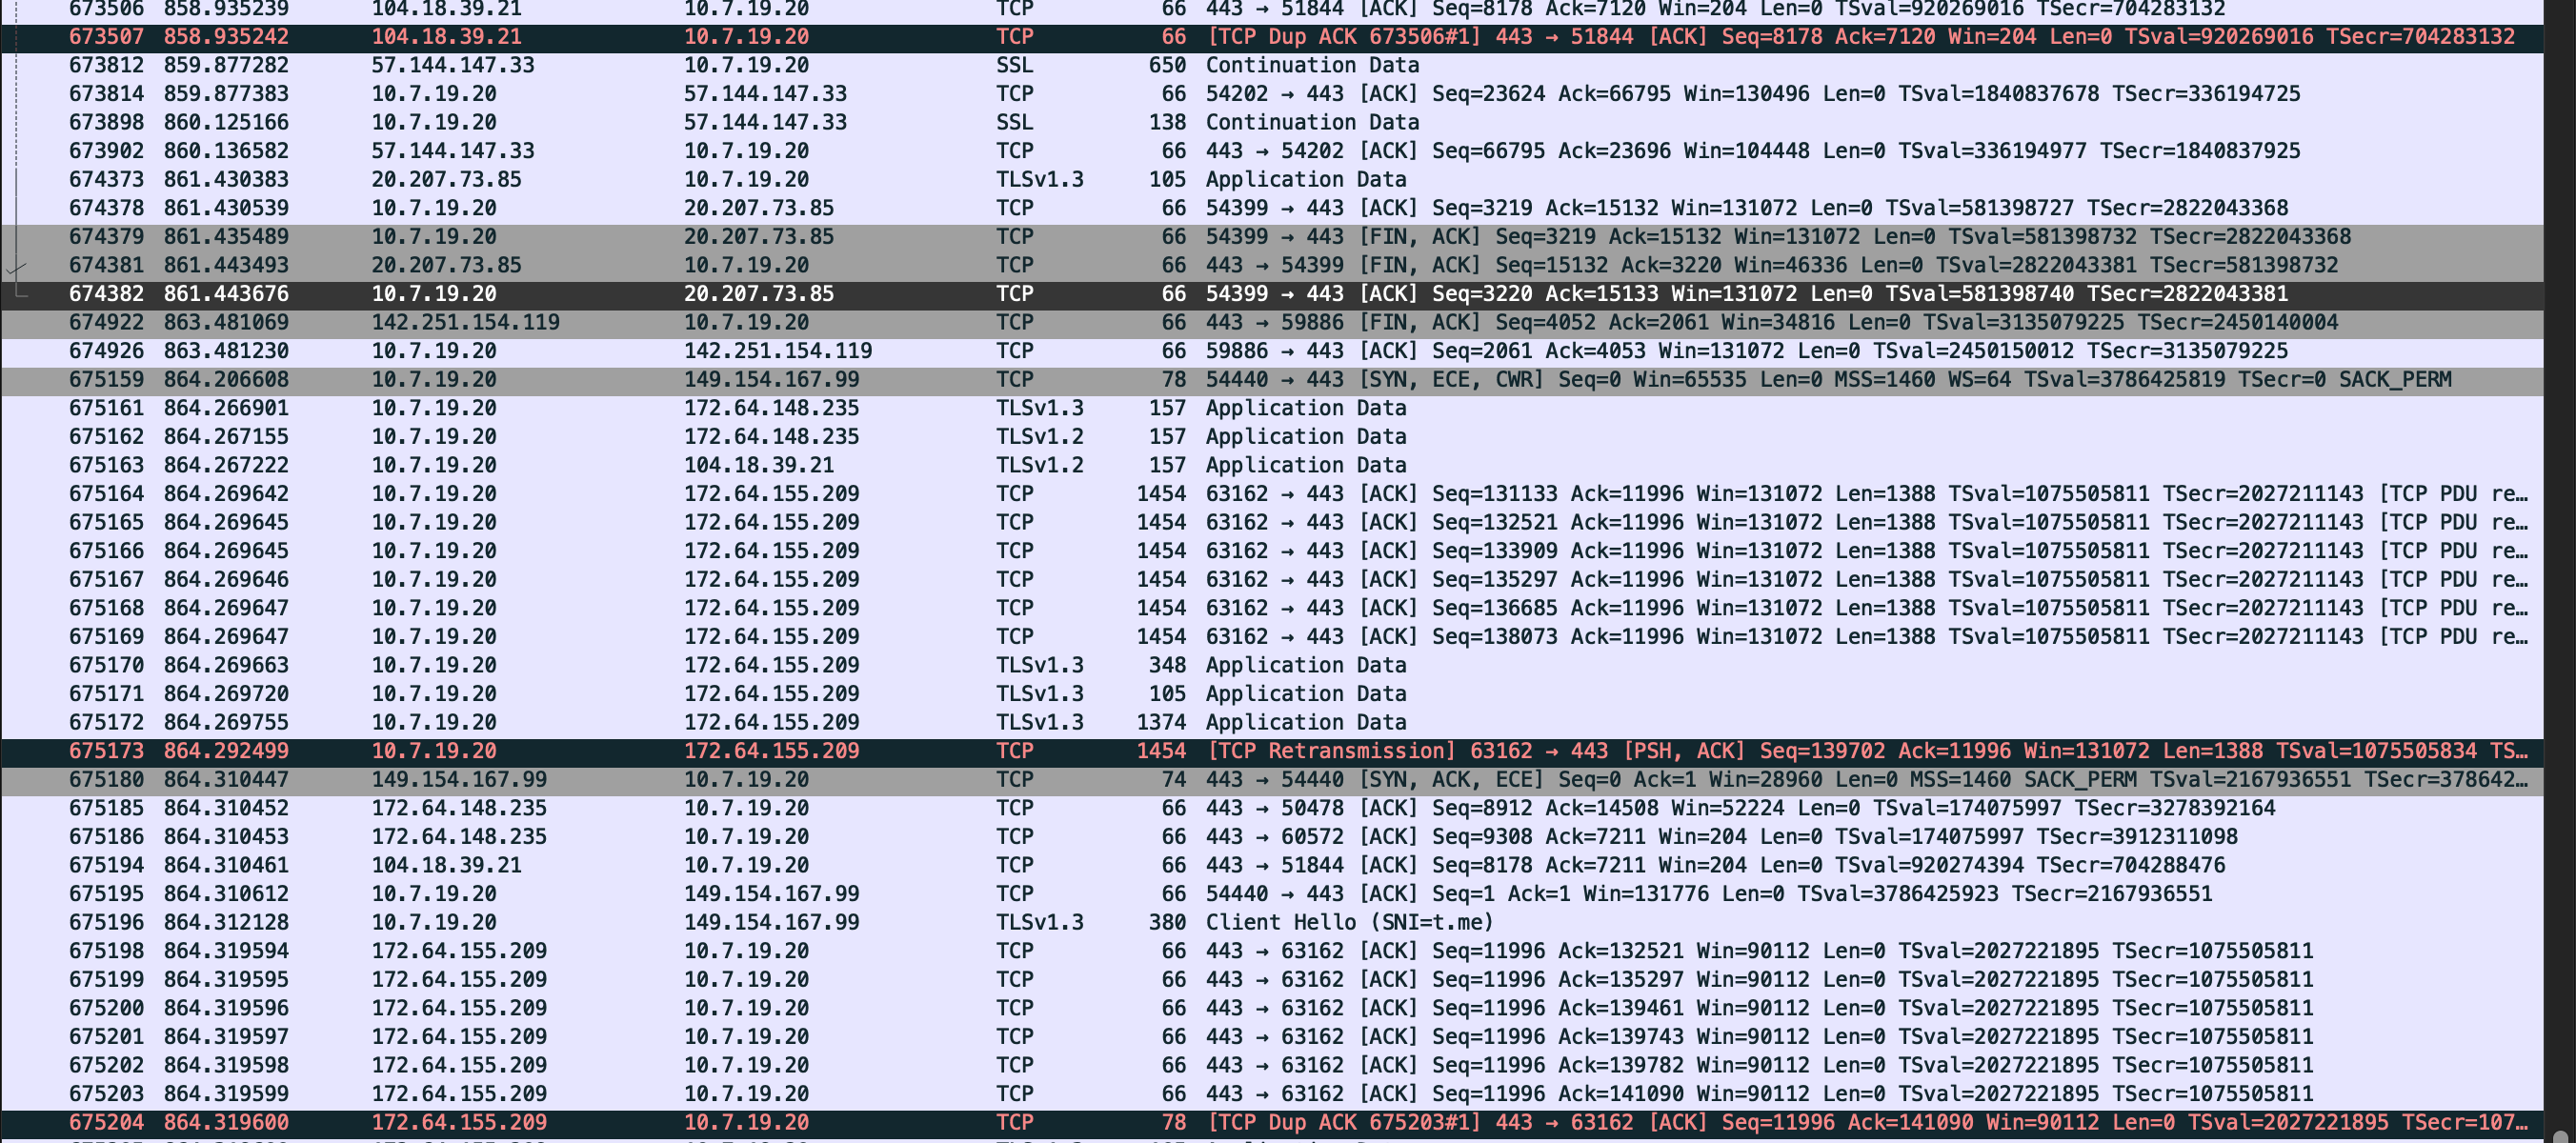 673506 858.935239 104.18.39.21 10.7.19.20 TCP 66 443 → 51844 [ACK] Seq=8178 Ack=7120 Win=204 Len=0 TSval=920269016 TSecr=704283132
673507 858.935242 104.18.39.21 10.7.19.20 TCP 66 [TCP Dup ACK 673506#1] 443 → 51844 [ACK] Seq=8178 Ack=7120 Win=204 Len=0 TSval=920269016 TSecr=704283132
673812 859.877282 57.144.147.33 10.7.19.20 SSL 650 Continuation Data
673814 859.877383 10.7.19.20 57.144.147.33 TCP 66 54202 → 443 [ACK] Seq=23624 Ack=66795 Win=130496 Len=0 TSval=1840837678 TSecr=336194725
673898 860.125166 10.7.19.20 57.144.147.33 SSL 138 Continuation Data
673902 860.136582 57.144.147.33 10.7.19.20 TCP 66 443 → 54202 [ACK] Seq=66795 Ack=23696 Win=104448 Len=0 TSval=336194977 TSecr=1840837925
674373 861.430383 20.207.73.85 10.7.19.20 TLSv1.3 105 Application Data
674378 861.430539 10.7.19.20 20.207.73.85 TCP 66 54399 → 443 [ACK] Seq=3219 Ack=15132 Win=131072 Len=0 TSval=581398727 TSecr=2822043368
674379 861.435489 10.7.19.20 20.207.73.85 TCP 66 54399 → 443 [FIN, ACK] Seq=3219 Ack=15132 Win=131072 Len=0 TSval=581398732 TSecr=2822043368
674381 861.443493 20.207.73.85 10.7.19.20 TCP 66 443 → 54399 [FIN, ACK] Seq=15132 Ack=3220 Win=46336 Len=0 TSval=2822043381 TSecr=581398732
674382 861.443676 10.7.19.20 20.207.73.85 TCP 66 54399 → 443 [ACK] Seq=3220 Ack=15133 Win=131072 Len=0 TSval=581398740 TSecr=2822043381
674922 863.481069 142.251.154.119 10.7.19.20 TCP 66 443 → 59886 [FIN, ACK] Seq=4052 Ack=2061 Win=34816 Len=0 TSval=3135079225 TSecr=2450140004
674926 863.481230 10.7.19.20 142.251.154.119 TCP 66 59886 → 443 [ACK] Seq=2061 Ack=4053 Win=131072 Len=0 TSval=2450150012 TSecr=3135079225
675159 864.206608 10.7.19.20 149.154.167.99 TCP 78 54440 → 443 [SYN, ECE, CWR] Seq=0 Win=65535 Len=0 MSS=1460 WS=64 TSval=3786425819 TSecr=0 SACK_PERM
675161 864.266901 10.7.19.20 172.64.148.235 TLSv1.3 157 Application Data
675162 864.267155 10.7.19.20 172.64.148.235 TLSv1.2 157 Application Data
675163 864.267222 10.7.19.20 104.18.39.21 TLSv1.2 157 Application Data
675164 864.269642 10.7.19.20 172.64.155.209 TCP 1454 63162 → 443 [ACK] Seq=131133 Ack=11996 Win=131072 Len=1388 TSval=1075505811 TSecr=2027211143 [TCP PDU re…
675165 864.269645 10.7.19.20 172.64.155.209 TCP 1454 63162 → 443 [ACK] Seq=132521 Ack=11996 Win=131072 Len=1388 TSval=1075505811 TSecr=2027211143 [TCP PDU re…
675166 864.269645 10.7.19.20 172.64.155.209 TCP 1454 63162 → 443 [ACK] Seq=133909 Ack=11996 Win=131072 Len=1388 TSval=1075505811 TSecr=2027211143 [TCP PDU re…
675167 864.269646 10.7.19.20 172.64.155.209 TCP 1454 63162 → 443 [ACK] Seq=135297 Ack=11996 Win=131072 Len=1388 TSval=1075505811 TSecr=2027211143 [TCP PDU re…
675168 864.269647 10.7.19.20 172.64.155.209 TCP 1454 63162 → 443 [ACK] Seq=136685 Ack=11996 Win=131072 Len=1388 TSval=1075505811 TSecr=2027211143 [TCP PDU re…
675169 864.269647 10.7.19.20 172.64.155.209 TCP 1454 63162 → 443 [ACK] Seq=138073 Ack=11996 Win=131072 Len=1388 TSval=1075505811 TSecr=2027211143 [TCP PDU re…
675170 864.269663 10.7.19.20 172.64.155.209 TLSv1.3 348 Application Data
675171 864.269720 10.7.19.20 172.64.155.209 TLSv1.3 105 Application Data
675172 864.269755 10.7.19.20 172.64.155.209 TLSv1.3 1374 Application Data
675173 864.292499 10.7.19.20 172.64.155.209 TCP 1454 [TCP Retransmission] 63162 → 443 [PSH, ACK] Seq=139702 Ack=11996 Win=131072 Len=1388 TSval=1075505834 TS…
675180 864.310447 149.154.167.99 10.7.19.20 TCP 74 443 → 54440 [SYN, ACK, ECE] Seq=0 Ack=1 Win=28960 Len=0 MSS=1460 SACK_PERM TSval=2167936551 TSecr=378642…
675185 864.310452 172.64.148.235 10.7.19.20 TCP 66 443 → 50478 [ACK] Seq=8912 Ack=14508 Win=52224 Len=0 TSval=174075997 TSecr=3278392164
675186 864.310453 172.64.148.235 10.7.19.20 TCP 66 443 → 60572 [ACK] Seq=9308 Ack=7211 Win=204 Len=0 TSval=174075997 TSecr=3912311098
675194 864.310461 104.18.39.21 10.7.19.20 TCP 66 443 → 51844 [ACK] Seq=8178 Ack=7211 Win=204 Len=0 TSval=920274394 TSecr=704288476
675195 864.310612 10.7.19.20 149.154.167.99 TCP 66 54440 → 443 [ACK] Seq=1 Ack=1 Win=131776 Len=0 TSval=3786425923 TSecr=2167936551
675196 864.312128 10.7.19.20 149.154.167.99 TLSv1.3 380 Client Hello (SNI=t.me)
675198 864.319594 172.64.155.209 10.7.19.20 TCP 66 443 → 63162 [ACK] Seq=11996 Ack=132521 Win=90112 Len=0 TSval=2027221895 TSecr=1075505811
675199 864.319595 172.64.155.209 10.7.19.20 TCP 66 443 → 63162 [ACK] Seq=11996 Ack=135297 Win=90112 Len=0 TSval=2027221895 TSecr=1075505811
675200 864.319596 172.64.155.209 10.7.19.20 TCP 66 443 → 63162 [ACK] Seq=11996 Ack=139461 Win=90112 Len=0 TSval=2027221895 TSecr=1075505811
675201 864.319597 172.64.155.209 10.7.19.20 TCP 66 443 → 63162 [ACK] Seq=11996 Ack=139743 Win=90112 Len=0 TSval=2027221895 TSecr=1075505811
675202 864.319598 172.64.155.209 10.7.19.20 TCP 66 443 → 63162 [ACK] Seq=11996 Ack=139782 Win=90112 Len=0 TSval=2027221895 TSecr=1075505811
675203 864.319599 172.64.155.209 10.7.19.20 TCP 66 443 → 63162 [ACK] Seq=11996 Ack=141090 Win=90112 Len=0 TSval=2027221895 TSecr=1075505811
675204 864.319600 172.64.155.209 10.7.19.20 TCP 78 [TCP Dup ACK 675203#1] 443 → 63162 [ACK] Seq=11996 Ack=141090 Win=90112 Len=0 TSval=2027221895 TSecr=107…